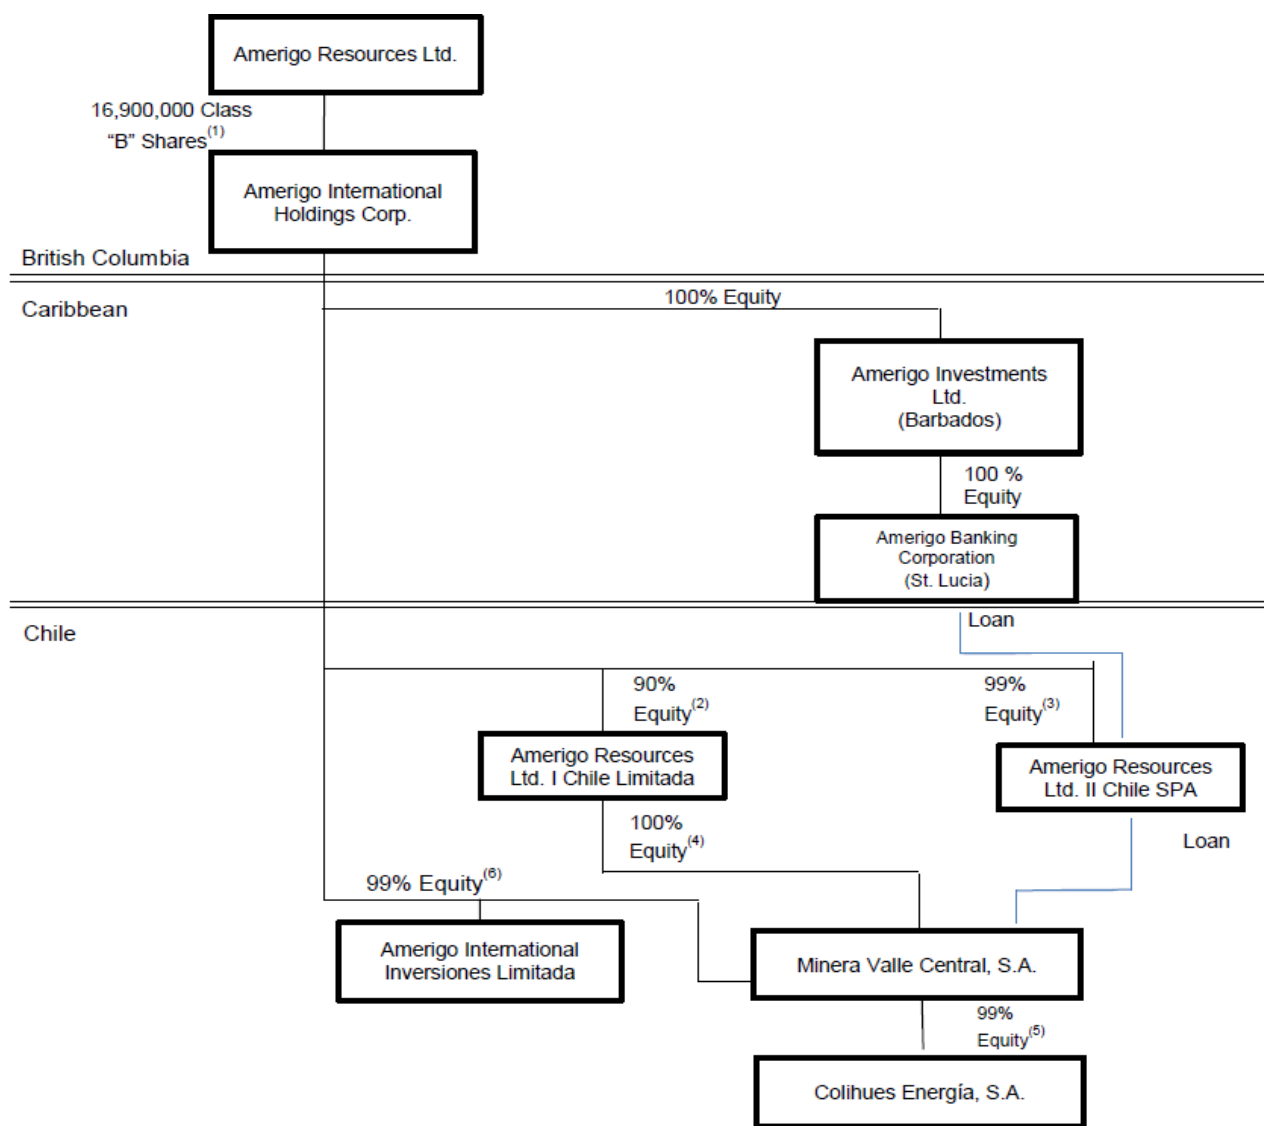 Amerigo Resources Ltd.
16,900,000 Class
“B” Shares(1)
Amerigo International
Holdings Corp.
British Columbia
Caribbean
100% Equity
Amerigo Investments
Ltd.
(Barbados)
100 %
Equity
Amerigo Banking
Corporation
(St. Lucia)
Chile
Loan
90%
Equity(2)
99%
Equity(3)
Amerigo Resources
Ltd. I Chile Limitada
Amerigo Resources
Ltd. II Chile SPA
100%
Equity(4)
Loan
99% Equity(6)
Amerigo International
Inversiones Limitada
Minera Valle Central, S.A.
99%
Equity(5)
Colihues Energía, S.A.